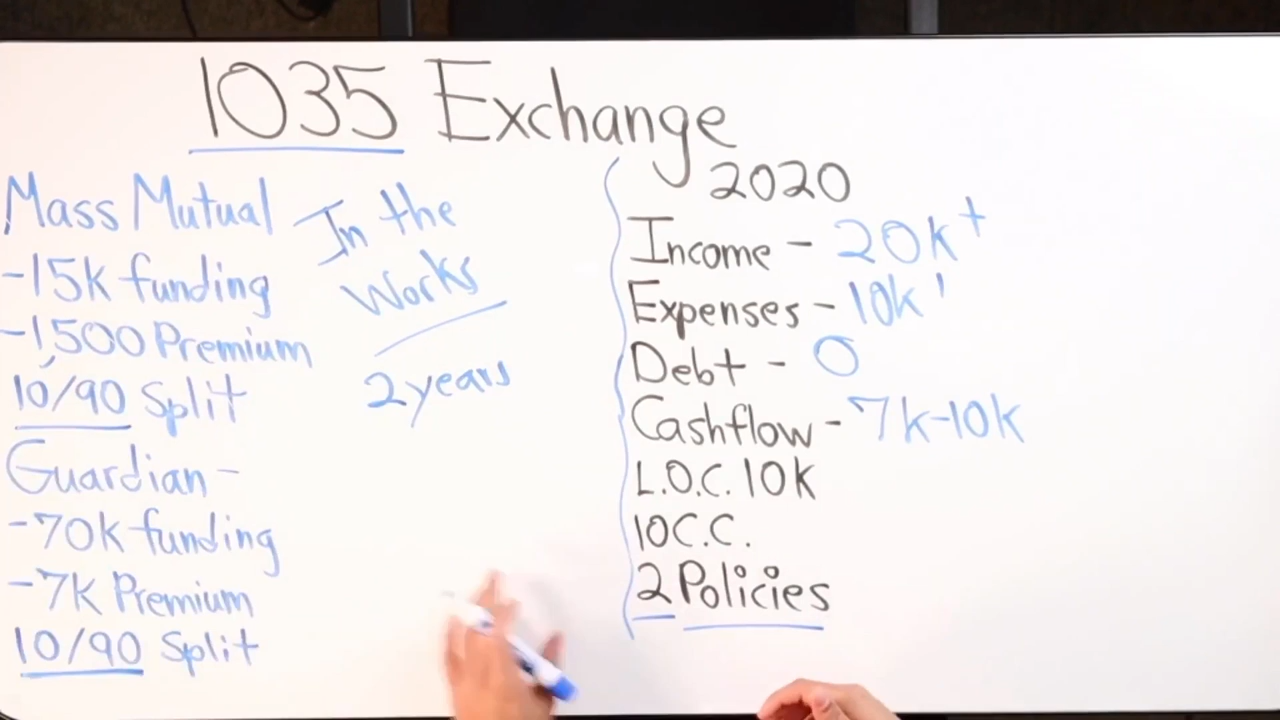 1035 Exchange
Mass Mutual
-15k funding
-1,500 Premium
10/90 Split
Guardian-
-70k funding
-7k Premium
10/90 Split
In the
Works
2 years
2020
Income - 20k+
Expenses - 10k'
Debt - 0
Cashflow - 7k-10k
L.O.C. 10k
10 C.C.
2 Policies